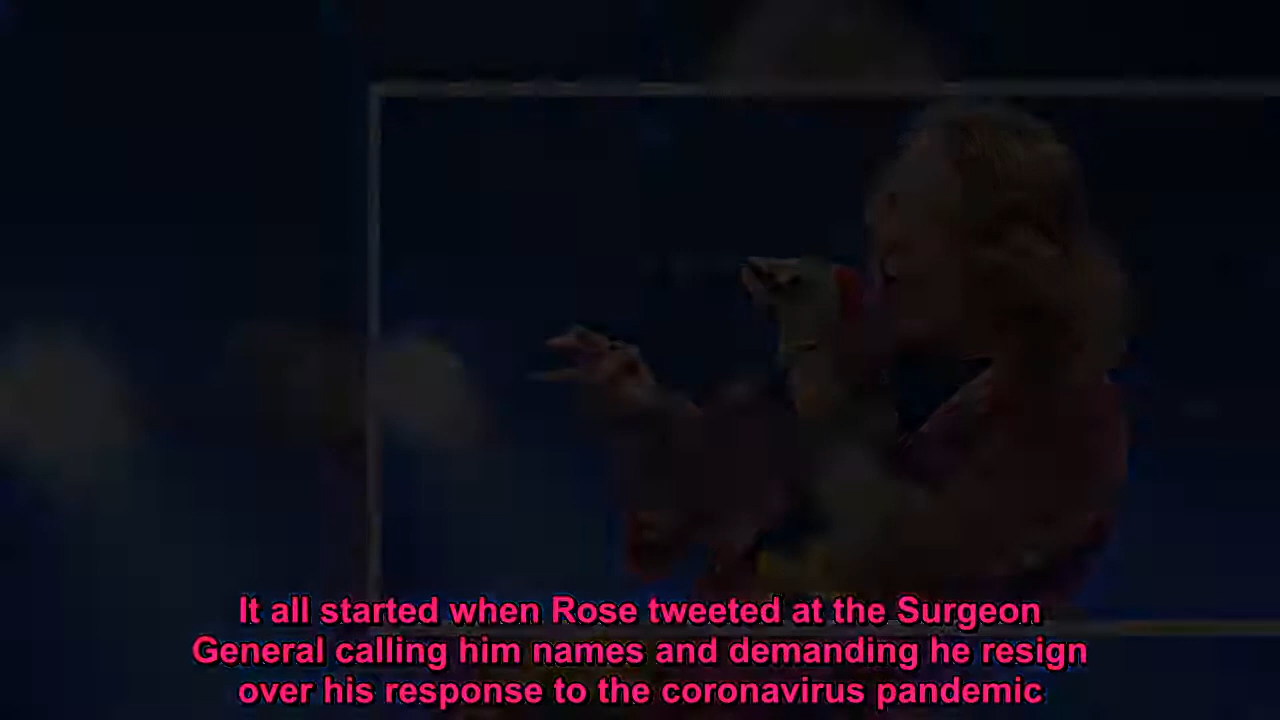 It all started when Rose tweeted at the Surgeon
General calling him names and demanding he resign
over his response to the coronavirus pandemic